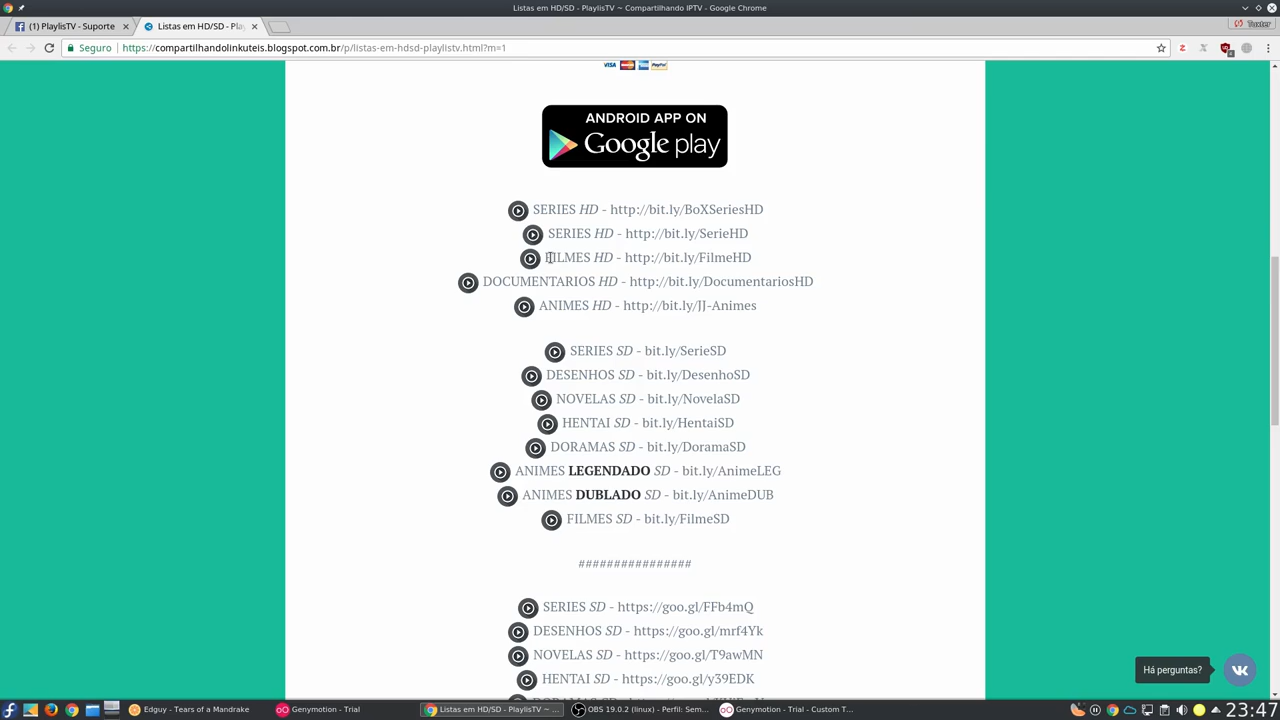 Listas em HD/SD - PlaylisTV ~ Compartilhando IPTV - Google Chrome
(1) PlaylisTV - Suporte
Listas em HD/SD - Pla
Tuxter
Seguro
https://compartilhandolinkuteis.blogspot.com.br/p/listas-em-hdsd-playlistv.html?m=1
VISA
PayPal
ANDROID APP ON
Google play
SERIES HD - http://bit.ly/BoXSeriesHD
SERIES HD - http://bit.ly/SerieHD
FILMES HD - http://bit.ly/FilmeHD
DOCUMENTARIOS HD - http://bit.ly/DocumentariosHD
ANIMES HD - http://bit.ly/JJ-Animes
SERIES SD - bit.ly/SerieSD
DESENHOS SD - bit.ly/DesenhoSD
NOVELAS SD - bit.ly/NovelaSD
HENTAI SD - bit.ly/HentaiSD
DORAMAS SD - bit.ly/DoramaSD
ANIMES LEGENDADO SD - bit.ly/AnimeLEG
ANIMES DUBLADO SD - bit.ly/AnimeDUB
FILMES SD - bit.ly/FilmeSD
################
SERIES SD - https://goo.gl/FFb4mQ
DESENHOS SD - https://goo.gl/mrf4Yk
NOVELAS SD - https://goo.gl/T9awMN
HENTAI SD - https://goo.gl/y39EDK
Há perguntas?
Edguy - Tears of a Mandrake
Genymotion - Trial
Listas em HD/SD - PlaylisTV ~ ...
OBS 19.0.2 (linux) - Perfil: Sem...
Genymotion - Trial - Custom T...
23:47